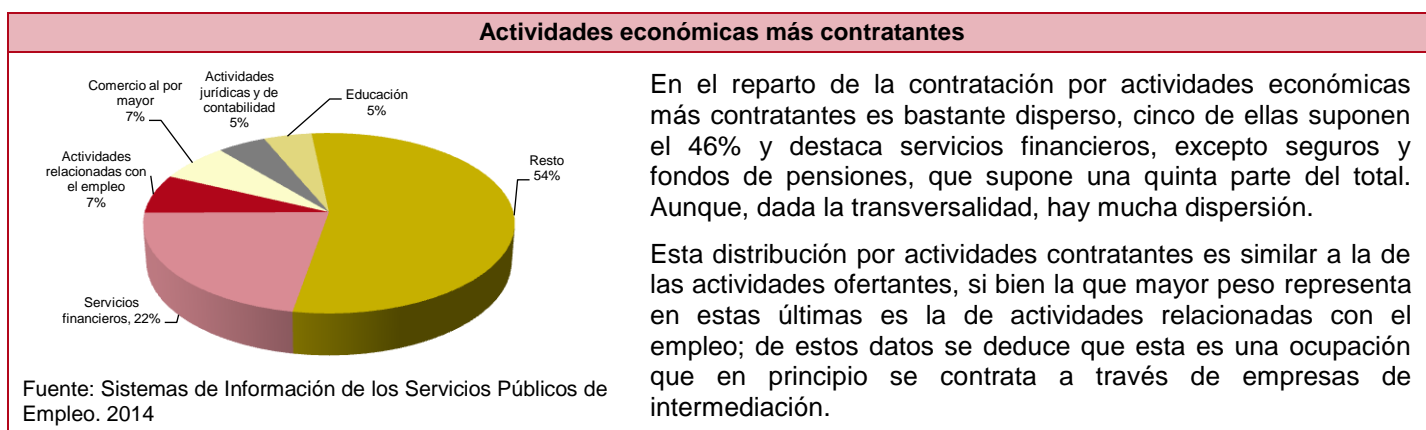 Actividades económicas más contratantes
Comercio al por
mayor
7%
Actividades
jurídicas y de
contabilidad
5%
Educación
5%
Actividades
relacionadas con
el empleo
7%
Resto
54%
Servicios
financieros, 22%
Fuente: Sistemas de Información de los Servicios Públicos de
Empleo. 2014
En el reparto de la contratación por actividades económicas
más contratantes es bastante disperso, cinco de ellas suponen
el 46% y destaca servicios financieros, excepto seguros y
fondos de pensiones, que supone una quinta parte del total.
Aunque, dada la transversalidad, hay mucha dispersión.
Esta distribución por actividades contratantes es similar a la de
las actividades ofertantes, si bien la que mayor peso representa
en estas últimas es la de actividades relacionadas con el
empleo; de estos datos se deduce que esta es una ocupación
que en principio se contrata a través de empresas de
intermediación.